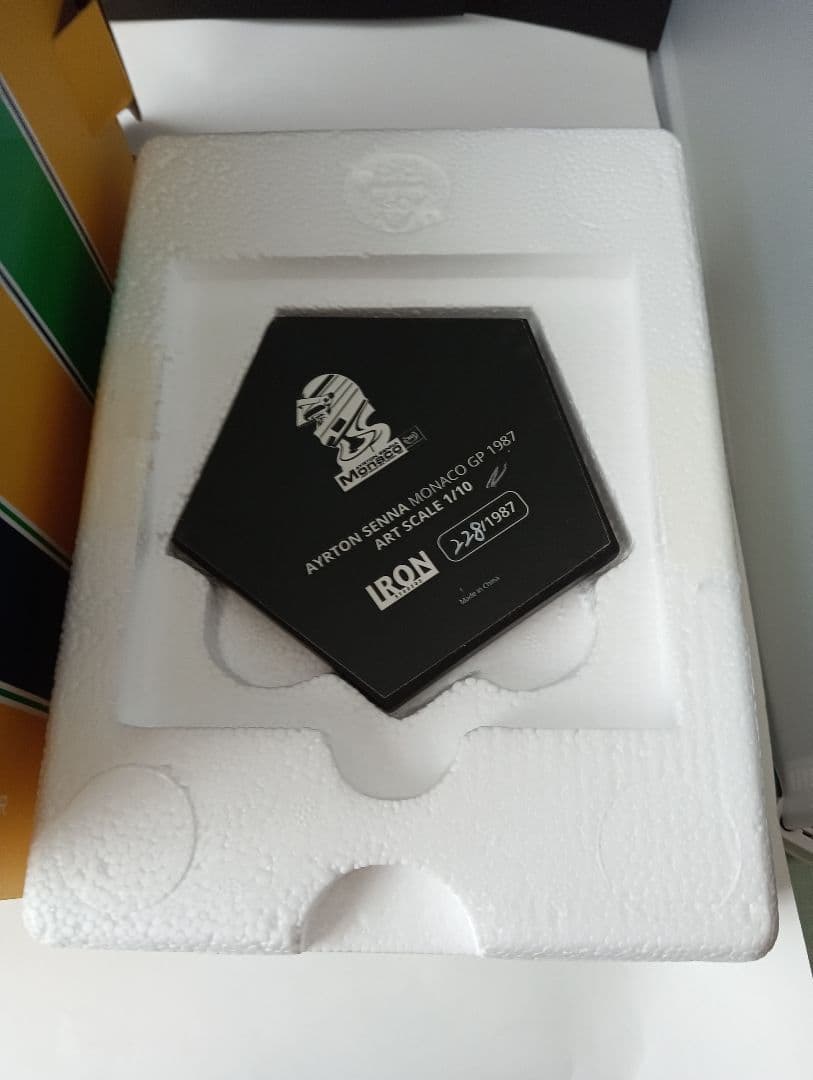 Monaco
AYRTON SENNA MONACO GP 1987
ART SCALE 1/10
228/1987
IRON
Made in China